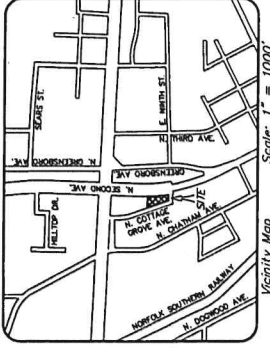 SEARS ST.
E. NINTH ST.
N. THIRD AVE.
N. GREENSBORO AVE.
GREENSBORO AVE.
N. SECOND AVE.
HILLTOP DR.
N. COTTAGE
GROVE AVE.
N. CHATHAM AVE.
SITE
NORFOLK SOUTHERN RAILWAY
N. DOGWOOD AVE.
Vicinity Map Scale: 1" = 1000'